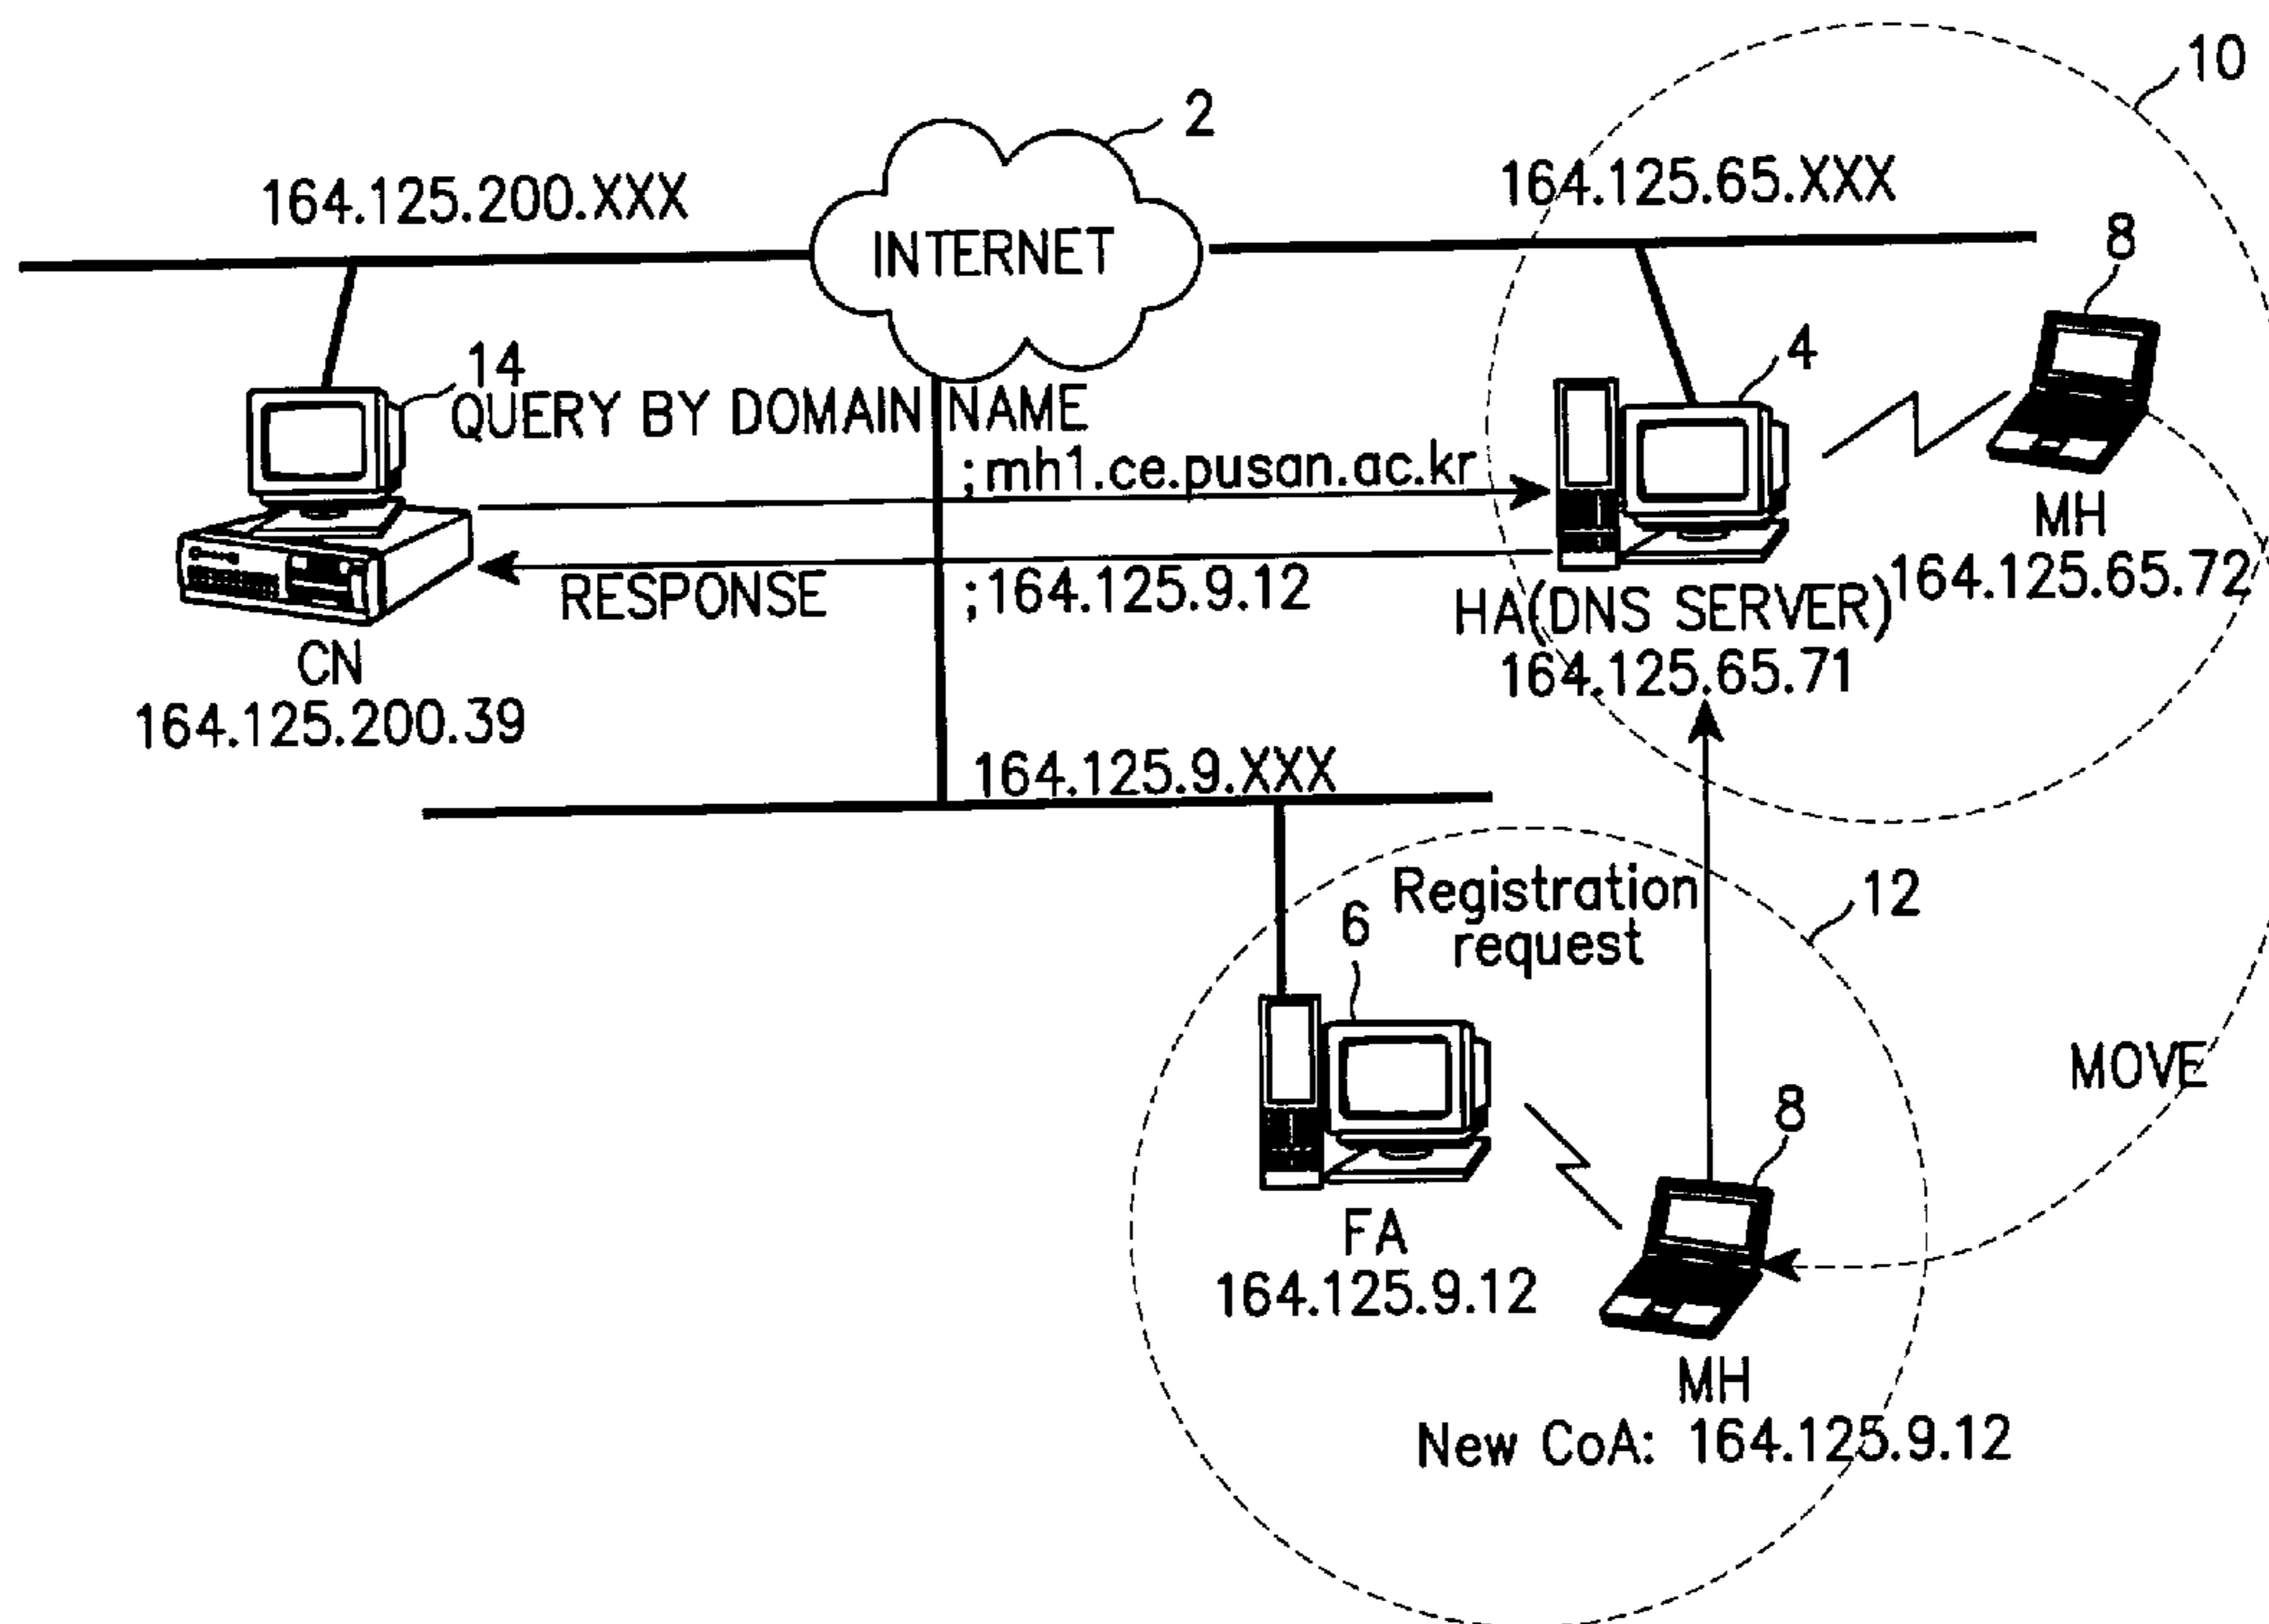 10
2
164.125.200.XXX
164.125.65.XXX
INTERNET
8
14
4
QUERY BY DOMAIN NAME
;mh1.ce.pusan.ac.kr
MH
164.125.65.72
RESPONSE
;164.125.9.12
HA(DNS SERVER)
164.125.65.71
CN
164.125.200.39
164.125.9.XXX
Registration
request
12
6
MOVE
8
FA
164.125.9.12
MH
New CoA: 164.125.9.12